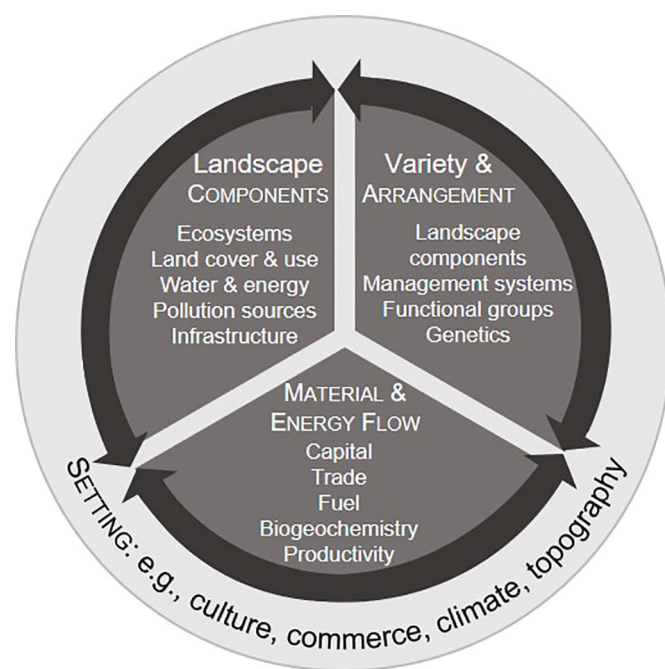 Landscape
COMPONENTS
Ecosystems
Land cover & use
Water & energy
Pollution sources
Infrastructure
Variety &
ARRANGEMENT
Landscape
components
Management systems
Functional groups
Genetics
MATERIAL &
ENERGY FLOW
Capital
Trade
Fuel
Biogeochemistry
Productivity
SETTING: e.g., culture, commerce, climate, topography